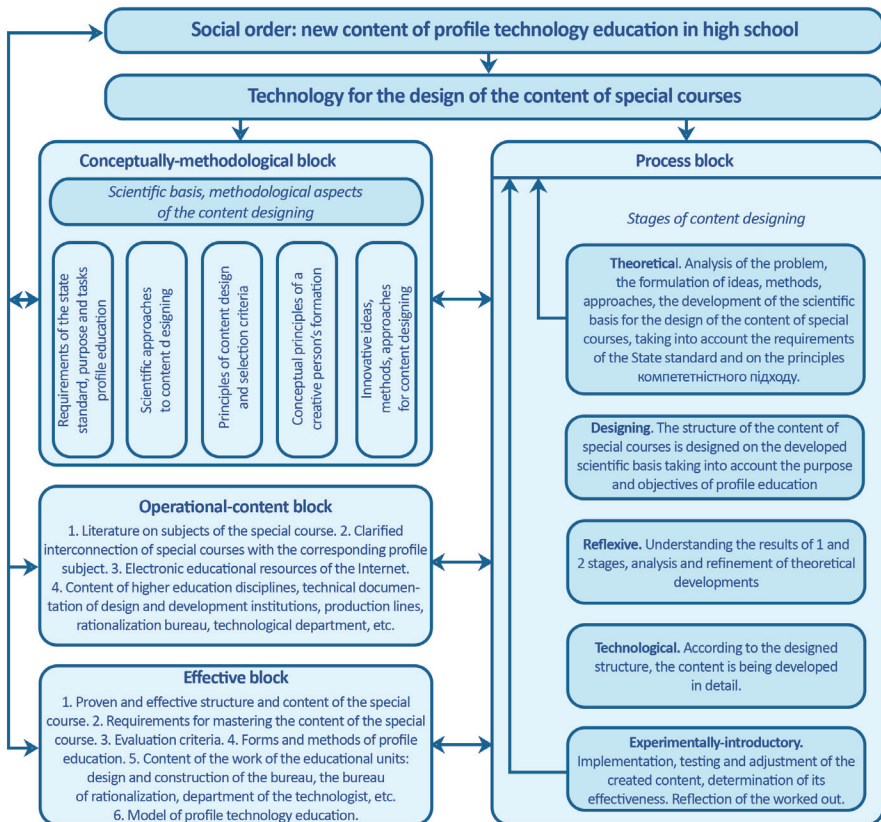 Social order: new content of profile technology education in high school
Technology for the design of the content of special courses
Conceptually-methodological block
Scientific basis, methodological aspects
of the content designing
Requirements of the state
standard, purpose and tasks
profile education
Scientific approaches
to content d esigning
Principles of content design
and selection criteria
Conceptual principles of a
creative person's formation
Innovative ideas,
methods, approaches
for content designing
Operational-content block
1. Literature on subjects of the special course. 2. Clarified
interconnection of special courses with the corresponding profile
subject. 3. Electronic educational resources of the Internet.
4. Content of higher education disciplines, technical documen-
tation of design and development institutions, production lines,
rationalization bureau, technological department, etc.
Effective block
1. Proven and effective structure and content of the special
course. 2. Requirements for mastering the content of the special
course. 3. Evaluation criteria. 4. Forms and methods of profile
education. 5. Content of the work of the educational units:
design and construction of the bureau, the bureau
of rationalization, department of the technologist, etc.
6. Model of profile technology education.
Process block
Stages of content designing
Theoretical. Analysis of the problem,
the formulation of ideas, methods,
approaches, the development of the scientific
basis for the design of the content of special
courses, taking into account the requirements
of the State standard and on the principles
компететністного підходу.
Designing. The structure of the content of
special courses is designed on the developed
scientific basis taking into account the purpose
and objectives of profile education
Reflexive. Understanding the results of 1 and
2 stages, analysis and refinement of theoretical
developments
Technological. According to the designed
structure, the content is being developed
in detail.
Experimentally-introductory.
Implementation, testing and adjustment of the
created content, determination of its
effectiveness. Reflection of the worked out.